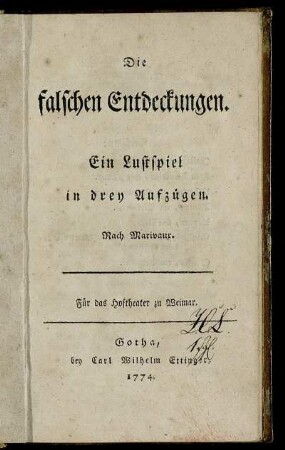 Die
falschen Entdeckungen.
Ein Lustspiel
in drey Aufzügen.
Nach Marivaux.
Für das Hoftheater zu Weimar.
Gotha,
bey Carl Wilhelm Ettinger
1774.